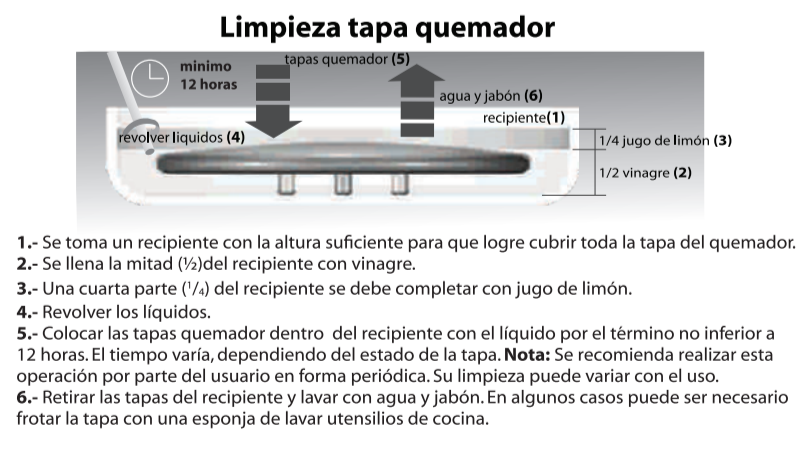 Limpieza tapa quemador
minimo
12 horas
tapas quemador (5)
agua y jabón (6)
recipiente(1)
revolver liquidos (4)
1/4 jugo de limón (3)
1/2 vinagre (2)
1.- Se toma un recipiente con la altura suficiente para que logre cubrir toda la tapa del quemador.
2.- Se llena la mitad (½)del recipiente con vinagre.
3.- Una cuarta parte (¹/₄) del recipiente se debe completar con jugo de limón.
4.- Revolver los líquidos.
5.- Colocar las tapas quemador dentro del recipiente con el líquido por el término no inferior a
12 horas. El tiempo varía, dependiendo del estado de la tapa. Nota: Se recomienda realizar esta
operación por parte del usuario en forma periódica. Su limpieza puede variar con el uso.
6.- Retirar las tapas del recipiente y lavar con agua y jabón. En algunos casos puede ser necesario
frotar la tapa con una esponja de lavar utensilios de cocina.